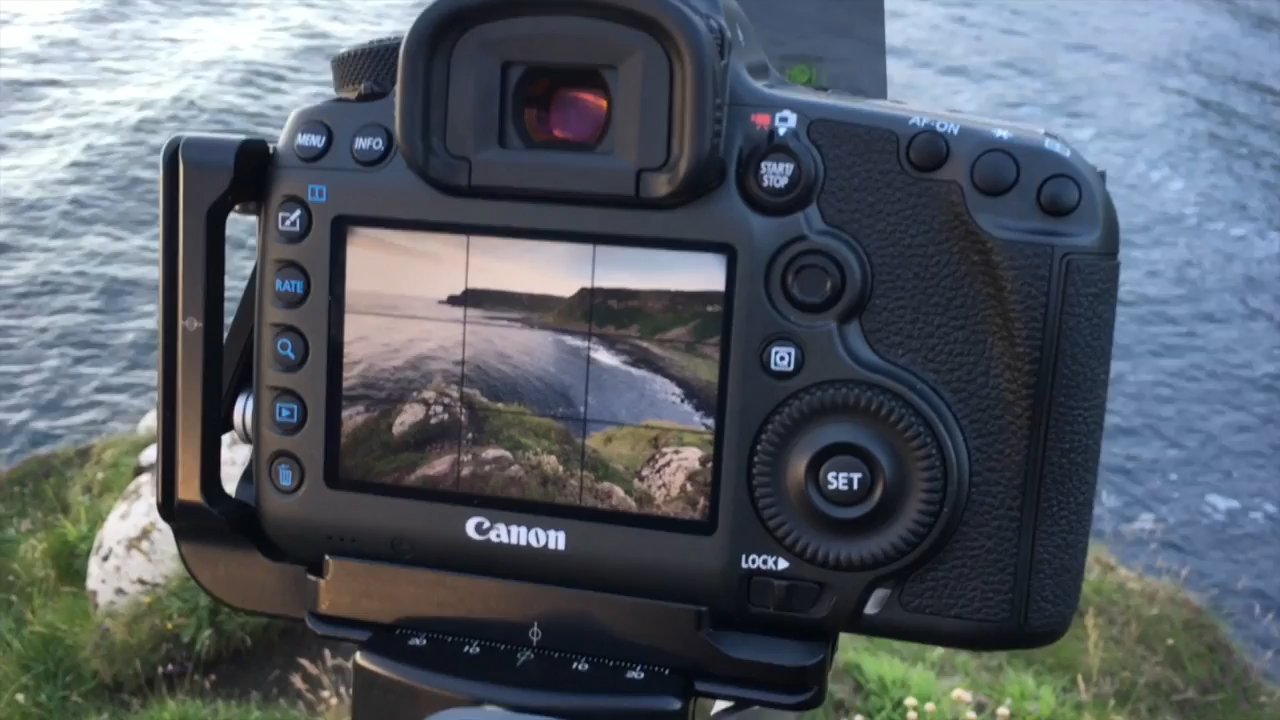 MENU
INFO.
START/
STOP
AF-ON
RATE
SET
Canon
LOCK
20
10
10
20